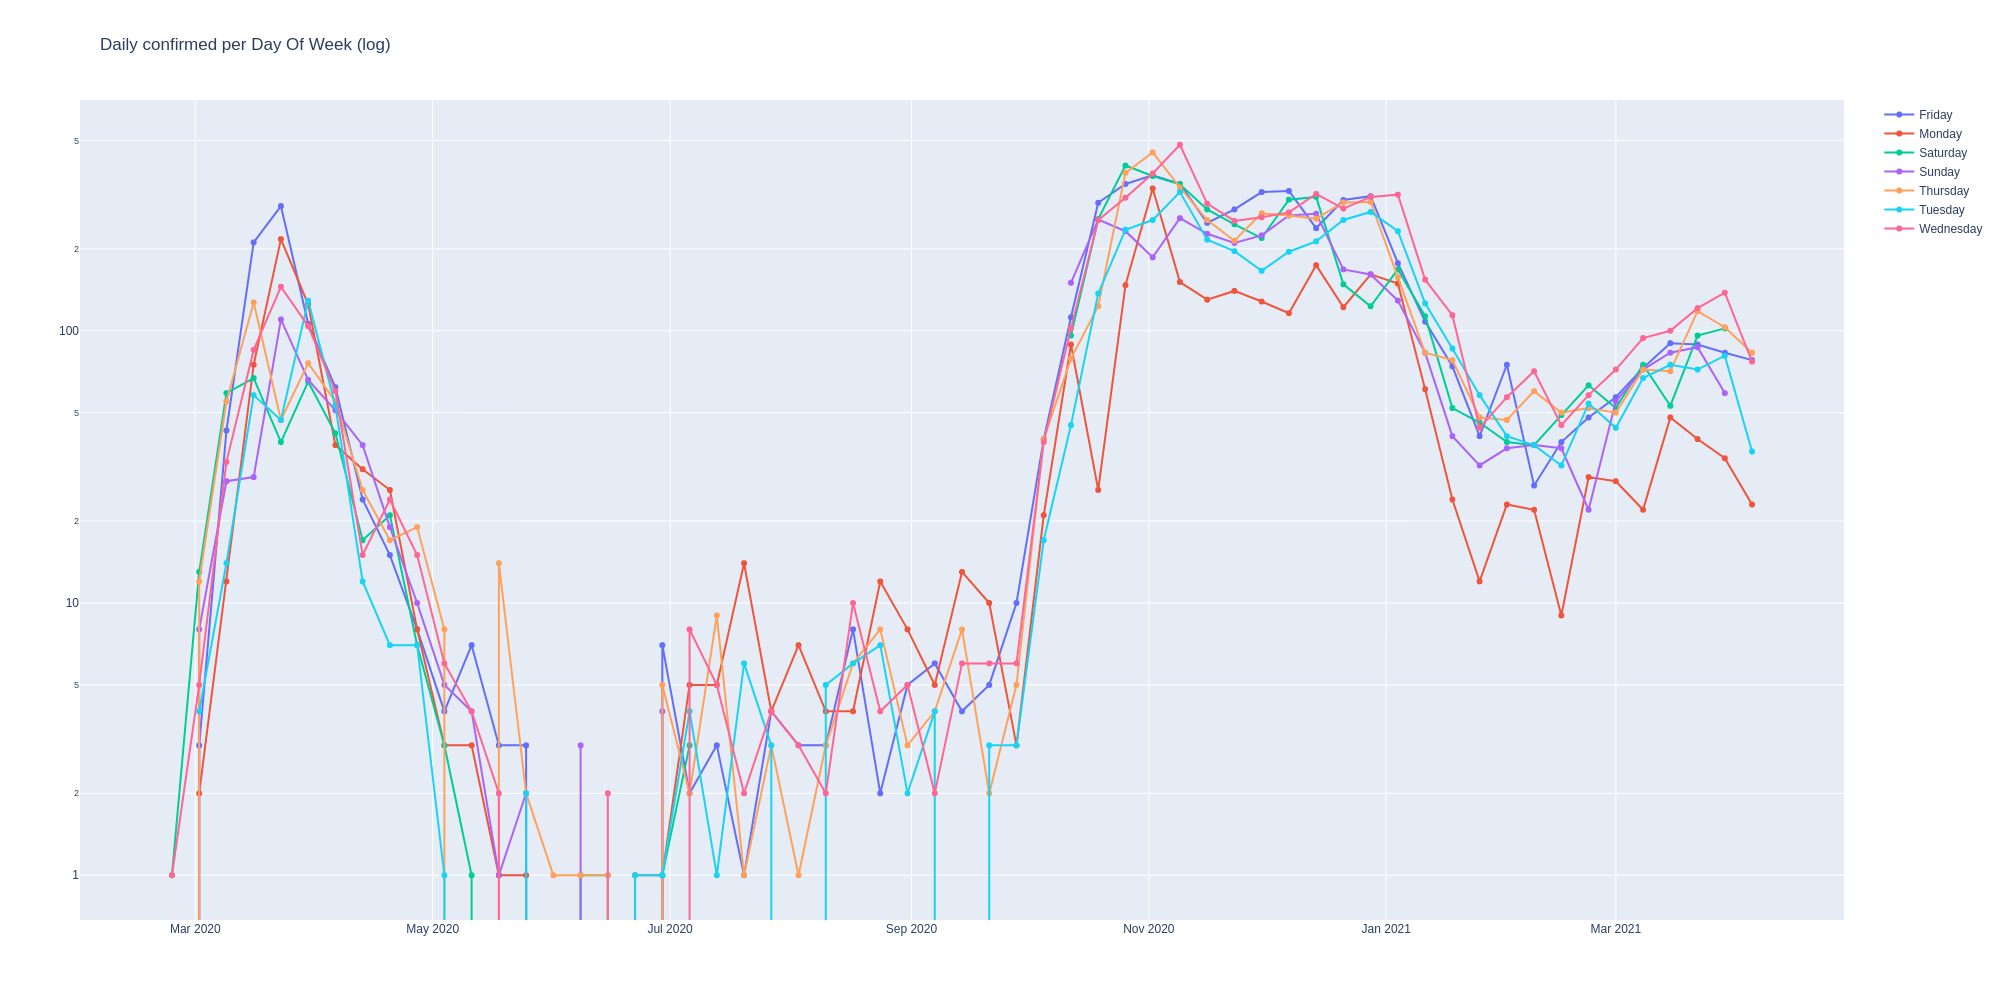 Daily confirmed per Day Of Week (log)
5
2
100
5
2
10
5
2
1
Mar 2020 May 2020 Jul 2020 Sep 2020 Nov 2020 Jan 2021 Mar 2021
Friday
Monday
Saturday
Sunday
Thursday
Tuesday
Wednesday